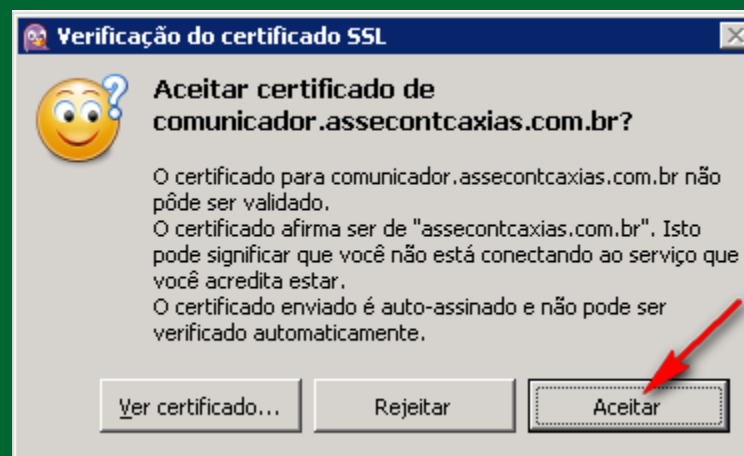 Verificação do certificado SSL
Aceitar certificado de
comunicador.assecontcaxias.com.br?
O certificado para comunicador.assecontcaxias.com.br não
pôde ser validado.
O certificado afirma ser de "assecontcaxias.com.br". Isto
pode significar que você não está conectando ao serviço que
você acredita estar.
O certificado enviado é auto-assinado e não pode ser
verificado automaticamente.
Ver certificado...
Rejeitar
Aceitar